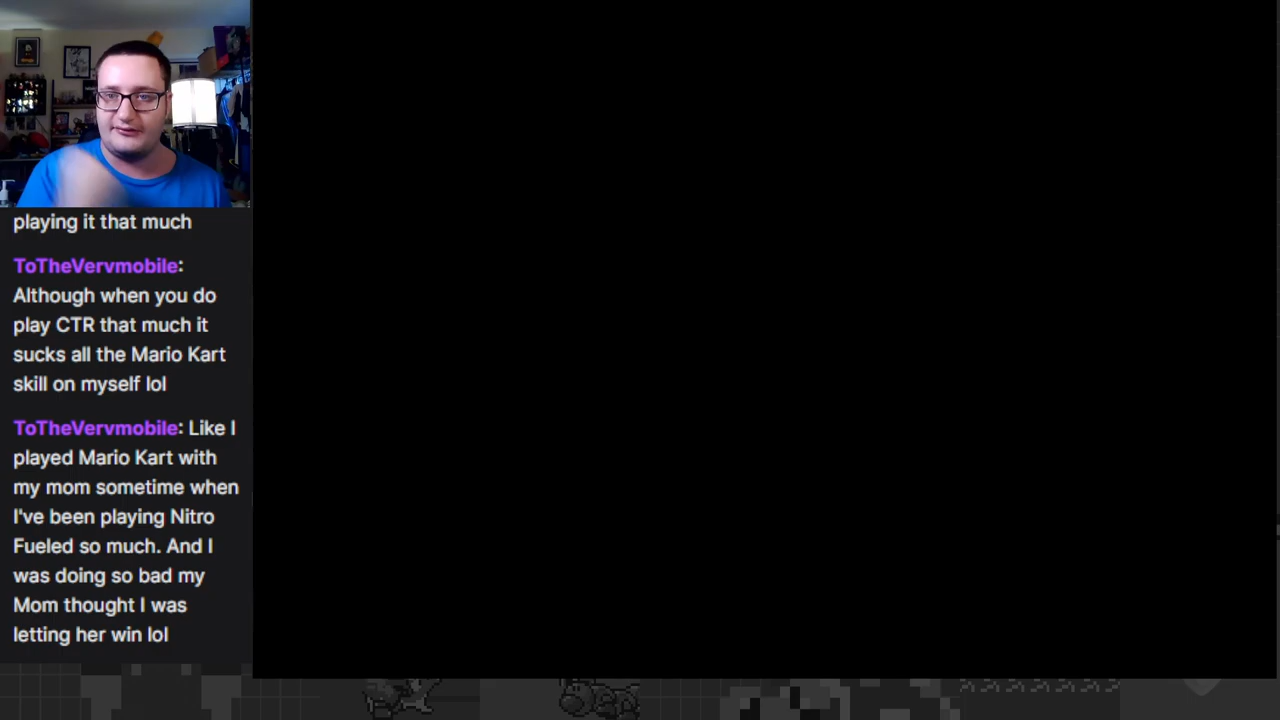 playing it that much
ToTheVervmobile:
Although when you do
play CTR that much it
sucks all the Mario Kart
skill on myself lol
ToTheVervmobile: Like I
played Mario Kart with
my mom sometime when
I've been playing Nitro
Fueled so much. And I
was doing so bad my
Mom thought I was
letting her win lol